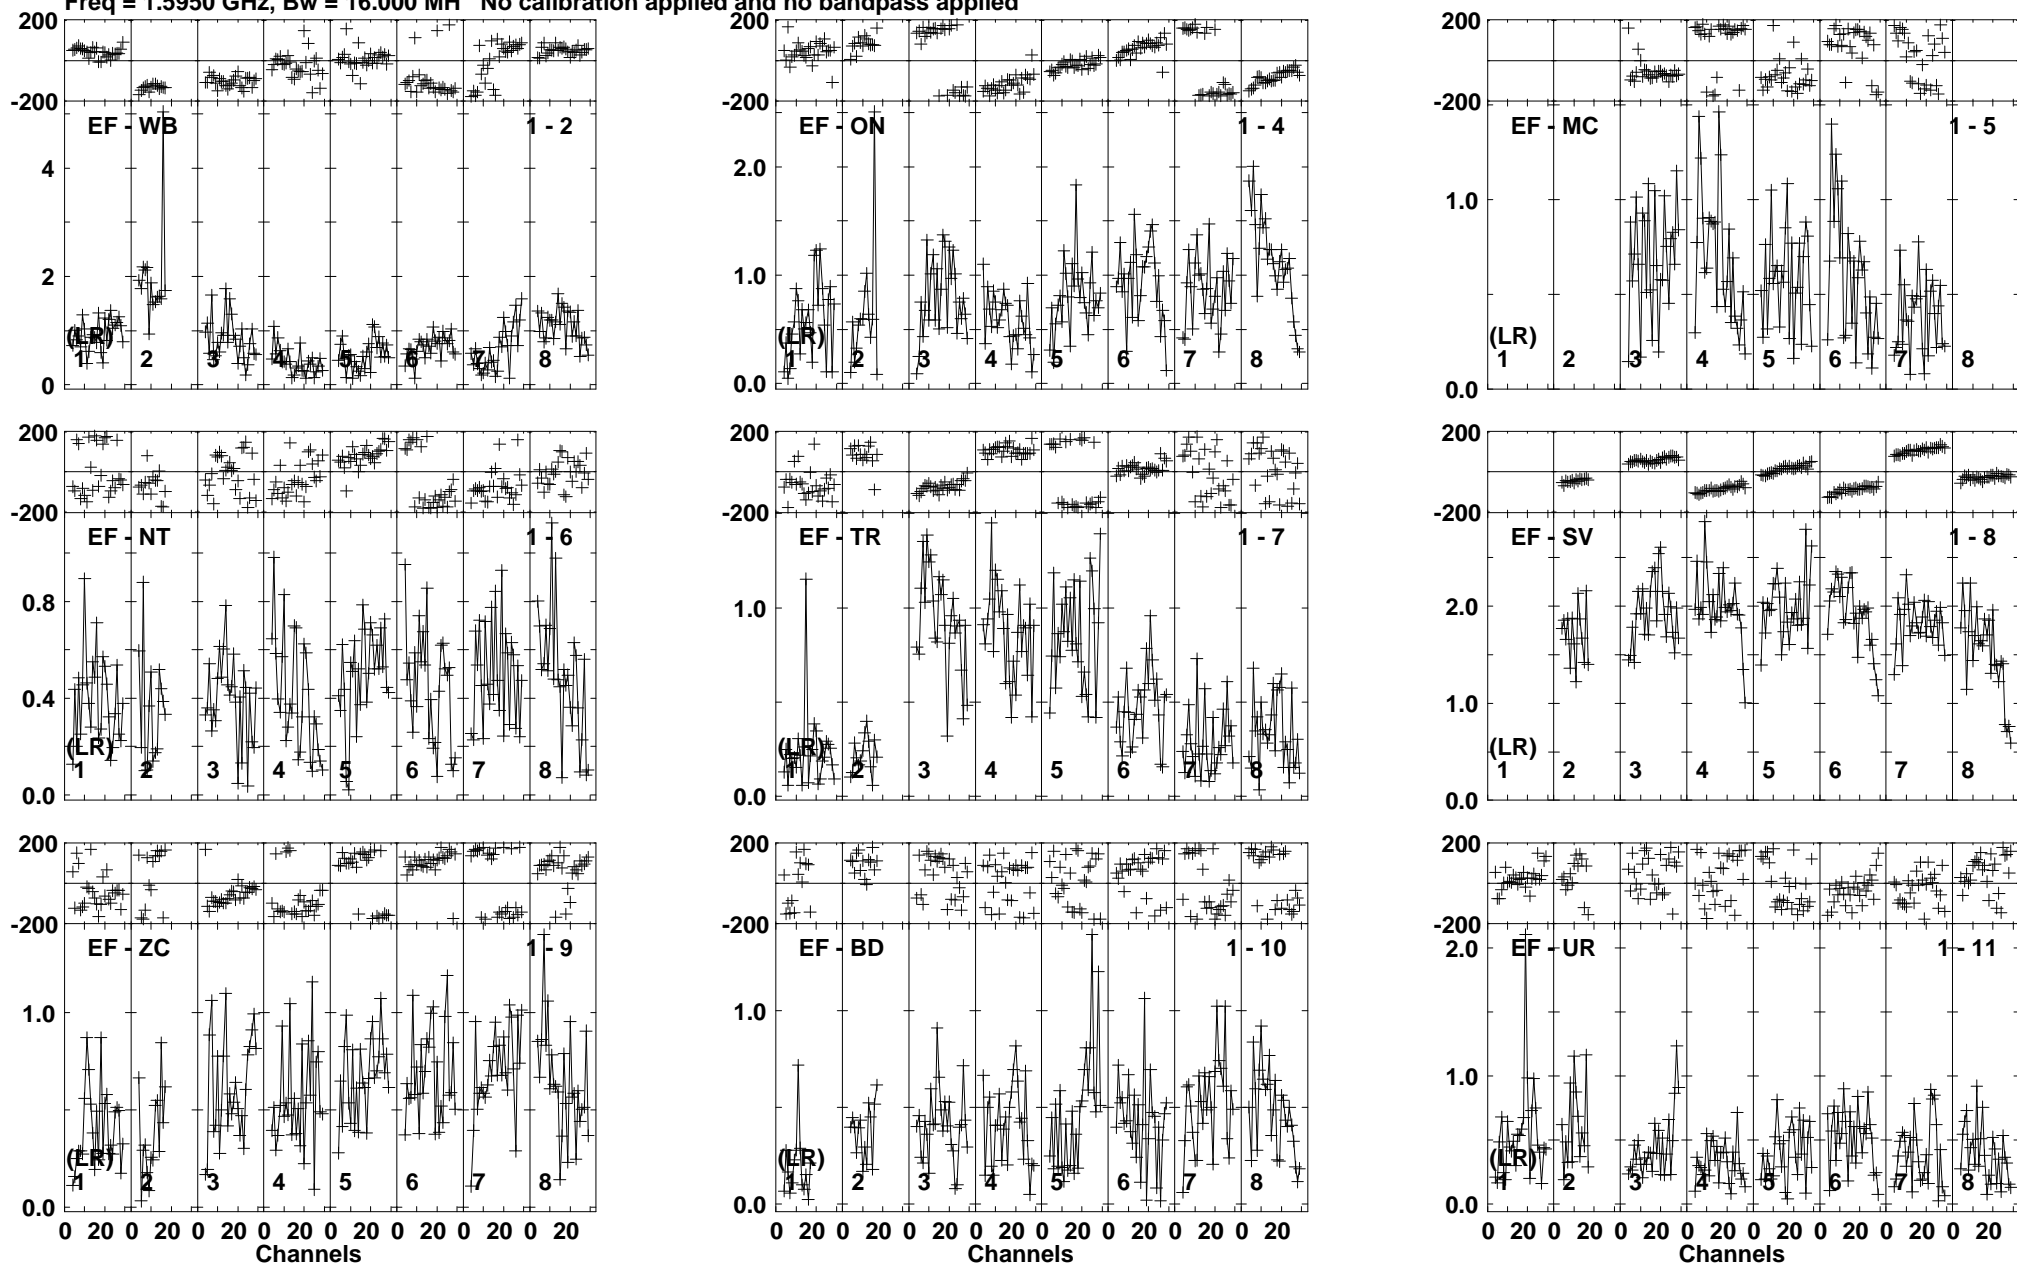 Freq = 1.5950 GHz, Bw = 16.000 MH No calibration applied and no bandpass applied
200 200 200
-200 -200 -200
EF - WB 1 - 2 EF - ON 1 - 4 EF - MC 1 - 5
4 2.0 1.0
2 1.0
(LR) (LR)
1 2 3 4 5 6 7 8 1 2 3 4 5 6 7 8 1 2 3 4 5 6 7 8
0 0.0 0.0
200 200 200
-200 -200 -200
EF - NT 1 - 6 EF - TR 1 - 7 EF - SV 1 - 8
0.8 1.0 2.0
0.4 1.0
(LR) (LR) (LR)
1 2 3 4 5 6 7 8 1 2 3 4 5 6 7 8 1 2 3 4 5 6 7 8
0.0 0.0 0.0
200 200 200
-200 -200 -200
EF - ZC 1 - 9 EF - BD 1 - 10 EF - UR 1 - 11
2.0
1.0 1.0 1.0
(LR) (LR) (LR)
1 2 3 4 5 6 7 8 1 2 3 4 5 6 7 8 1 2 3 4 5 6 7 8
0.0 0.0 0.0
0 20 0 20 0 20 0 20 0 20 0 20 0 20 0 20 0 20 0 20 0 20 0 20 0 20 0 20 0 20 0 20 0 20 0 20 0 20 0 20 0 20 0 20 0 20 0 20
Channels Channels Channels